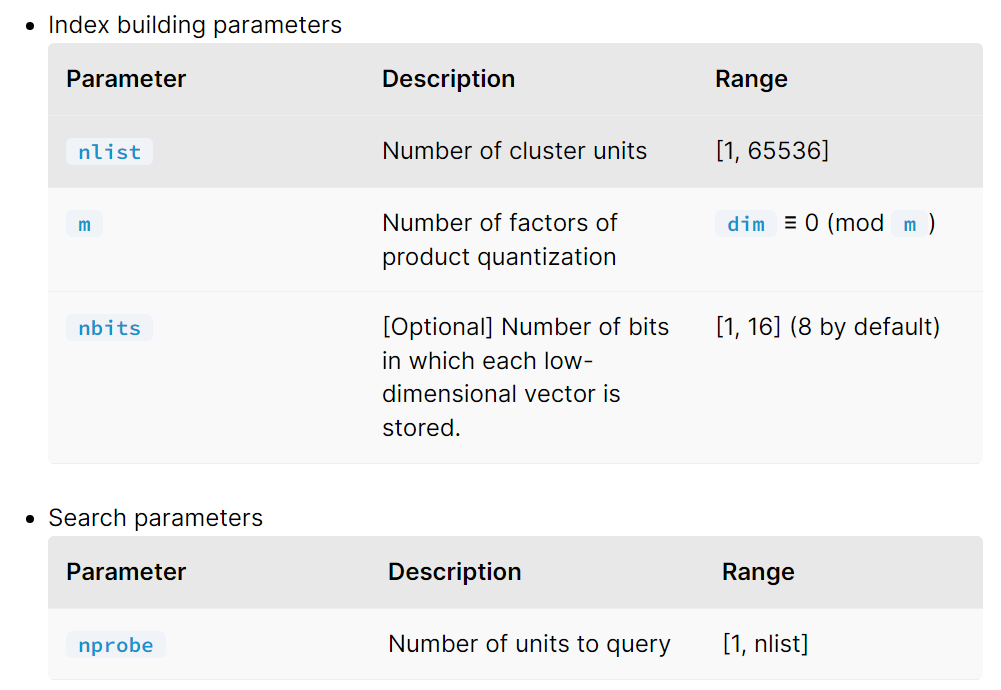 • Index building parameters
Parameter Description Range
nlist Number of cluster units [1, 65536]
m Number of factors of dim ≡ 0 (mod m )
product quantization
nbits [Optional] Number of bits [1, 16] (8 by default)
in which each low-
dimensional vector is
stored.
• Search parameters
Parameter Description Range
nprobe Number of units to query [1, nlist]